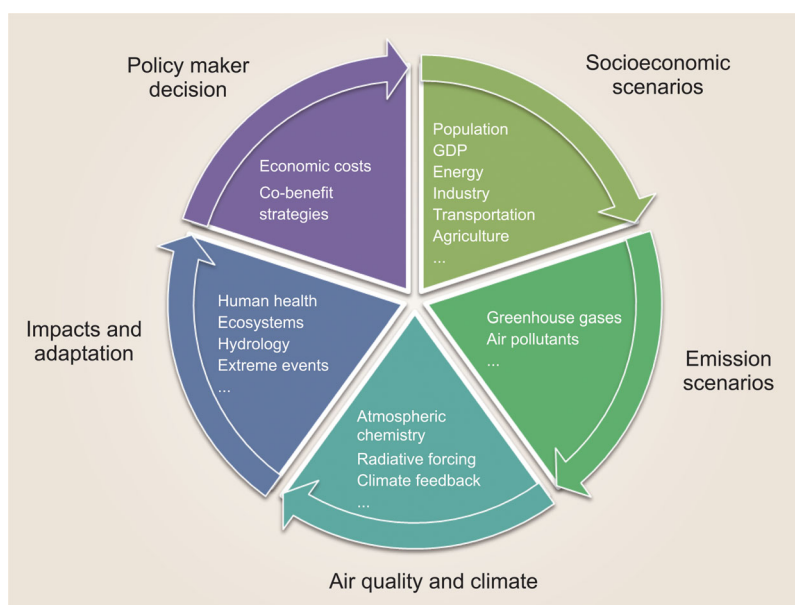 Policy maker
decision
Economic costs
Co-benefit
strategies
Socioeconomic
scenarios
Population
GDP
Energy
Industry
Transportation
Agriculture
...
Emission
scenarios
Greenhouse gases
Air pollutants
...
Air quality and climate
Atmospheric
chemistry
Radiative forcing
Climate feedback
...
Impacts and
adaptation
Human health
Ecosystems
Hydrology
Extreme events
...